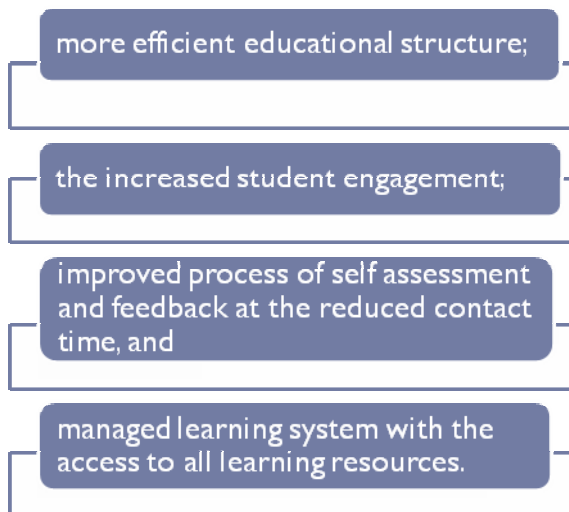 more efficient educational structure;
the increased student engagement;
improved process of self assessment
and feedback at the reduced contact
time, and
managed learning system with the
access to all learning resources.